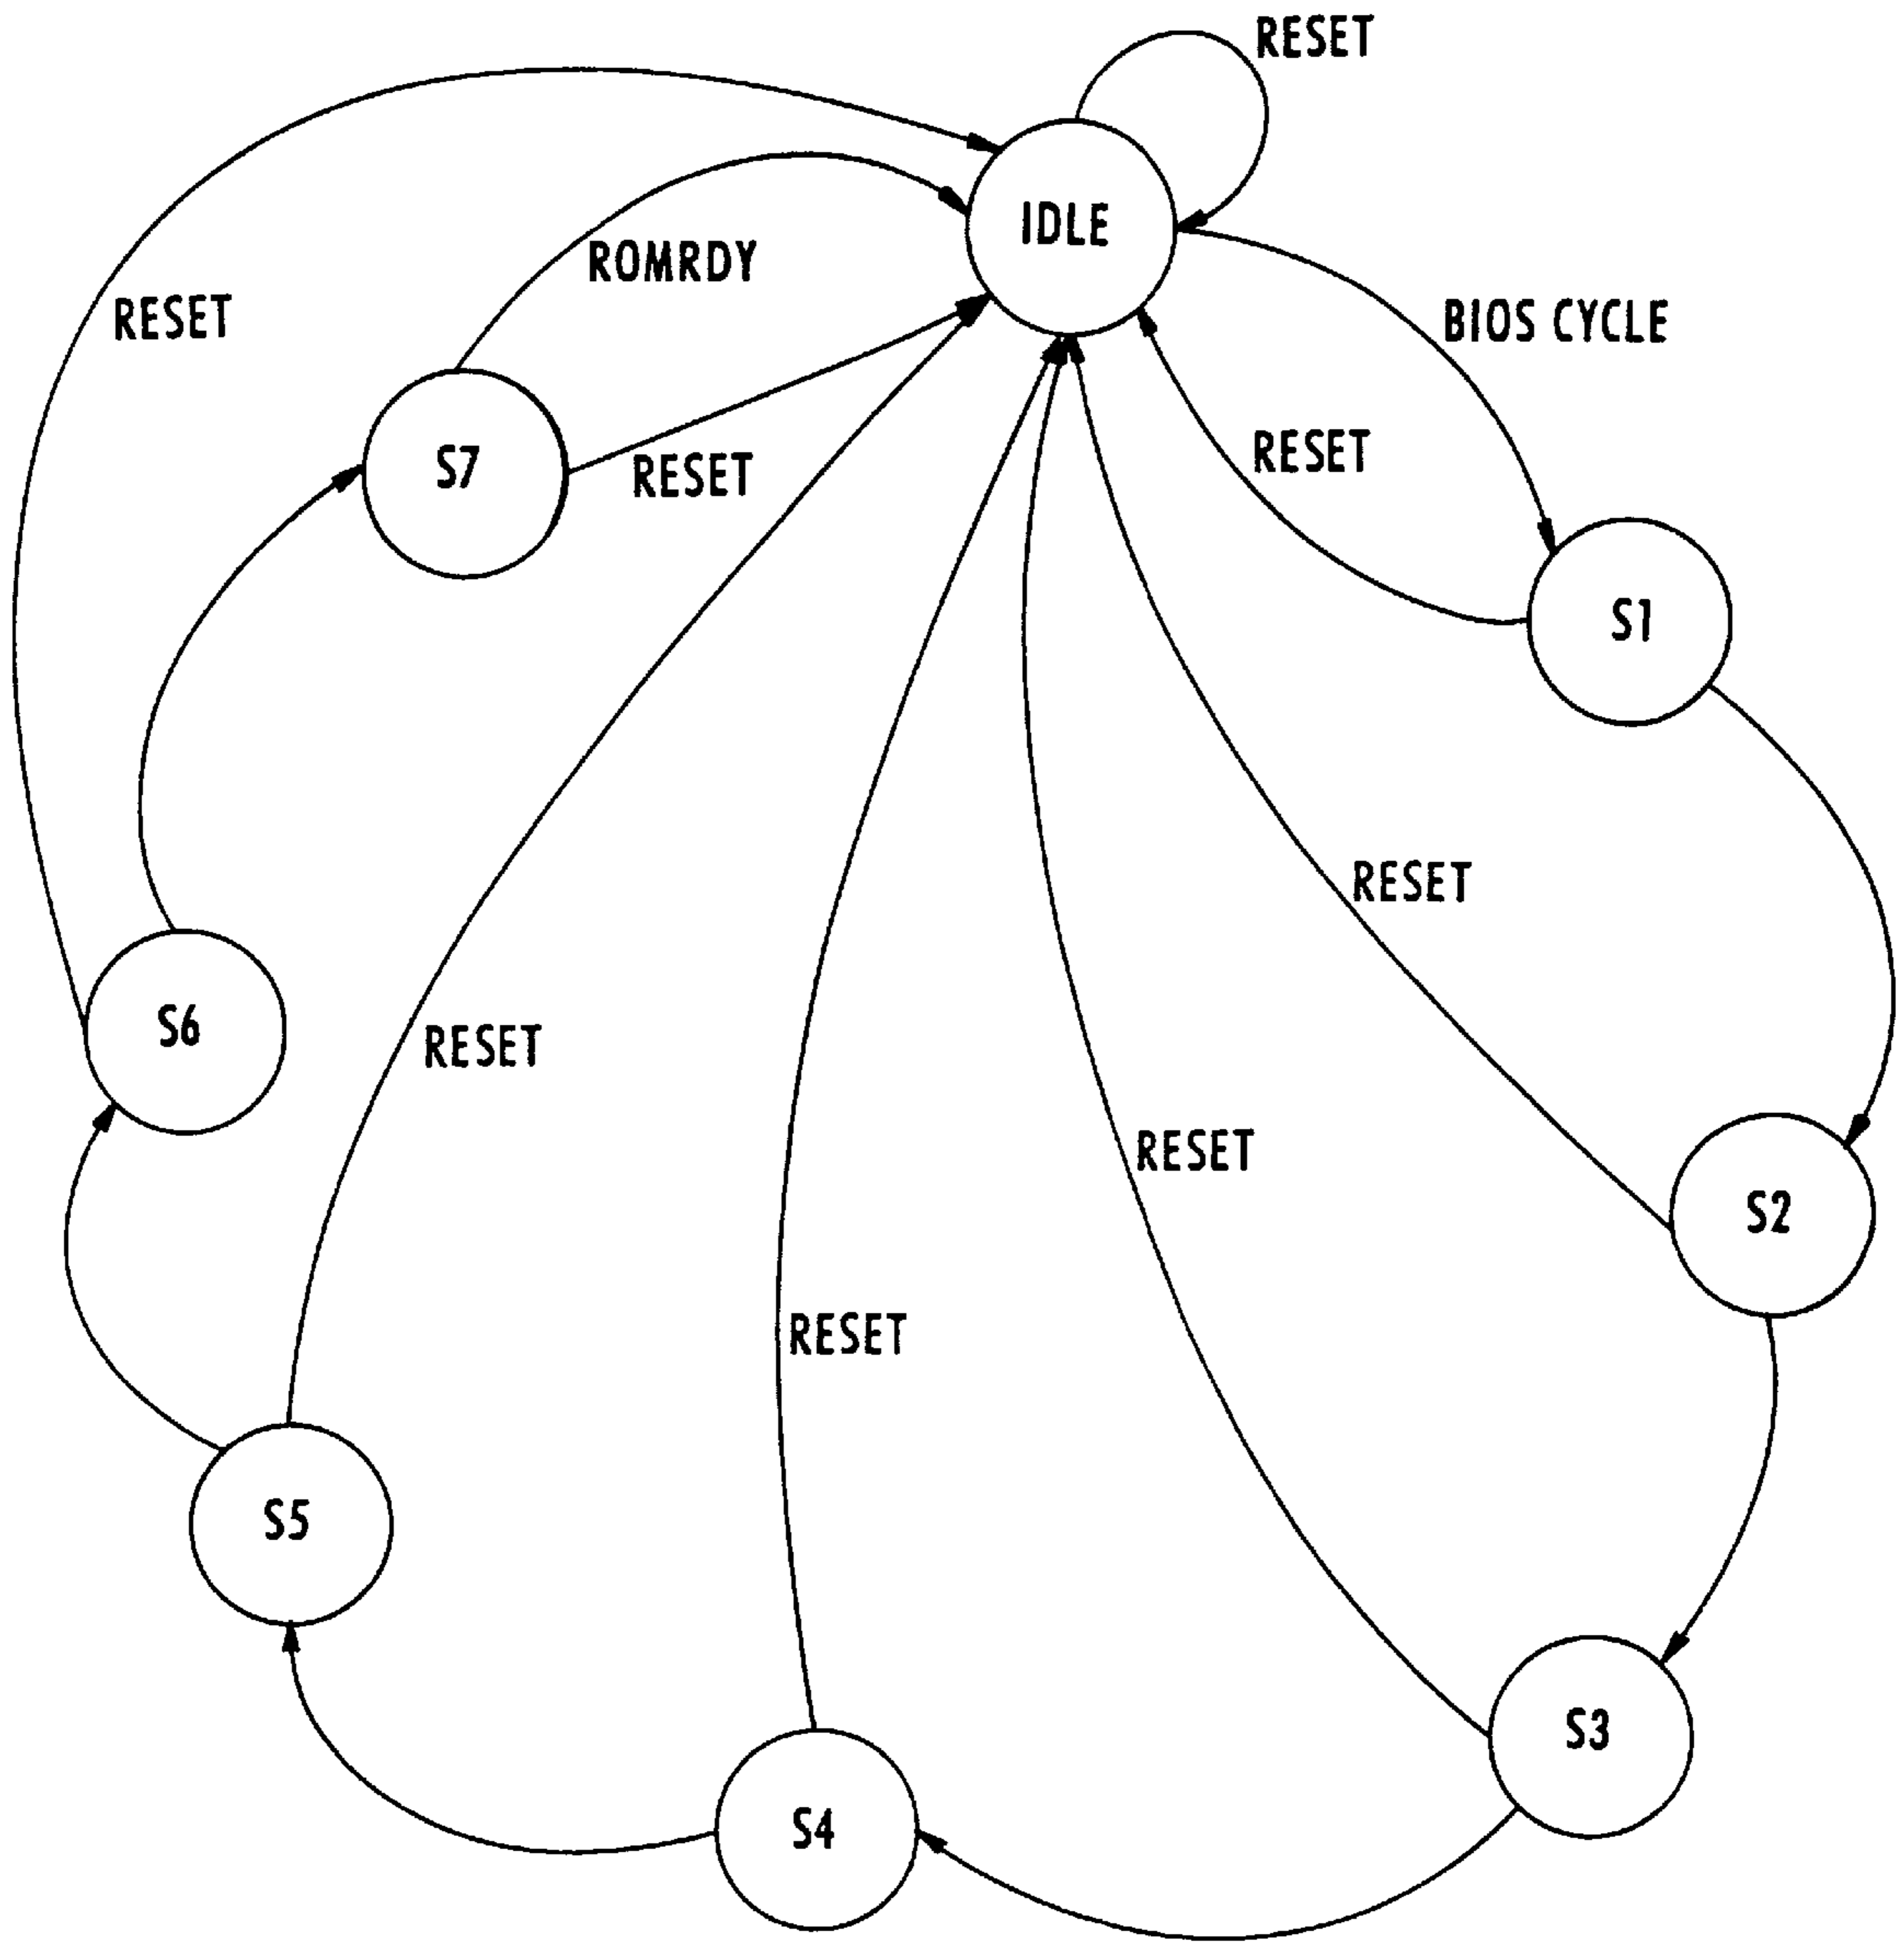 RESET
IDLE
ROMRDY
RESET
BIOS CYCLE
RESET
S7
RESET
S1
RESET
S6
RESET
RESET
S2
RESET
S5
S3
S4